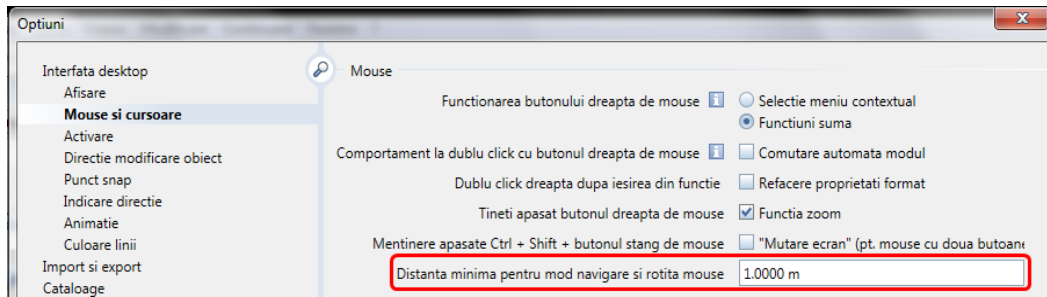 Optiuni
Interfata desktop
Afisare
Mouse si cursoare
Activare
Directie modificare obiect
Punct snap
Indicare directie
Animatie
Culoare linii
Import si export
Cataloage
Mouse
Functionarea butonului dreapta de mouse Selectie meniu contextual
Functiuni suma
Comportament la dublu click cu butonul dreapta de mouse Comutare automata modul
Dublu click dreapta dupa iesirea din functie Refacere proprietati format
Tineti apasat butonul dreapta de mouse Functia zoom
Mentinere apasate Ctrl + Shift + butonul stang de mouse "Mutare ecran" (pt. mouse cu doua butoane
Distanta minima pentru mod navigare si rotita mouse 1.0000 m